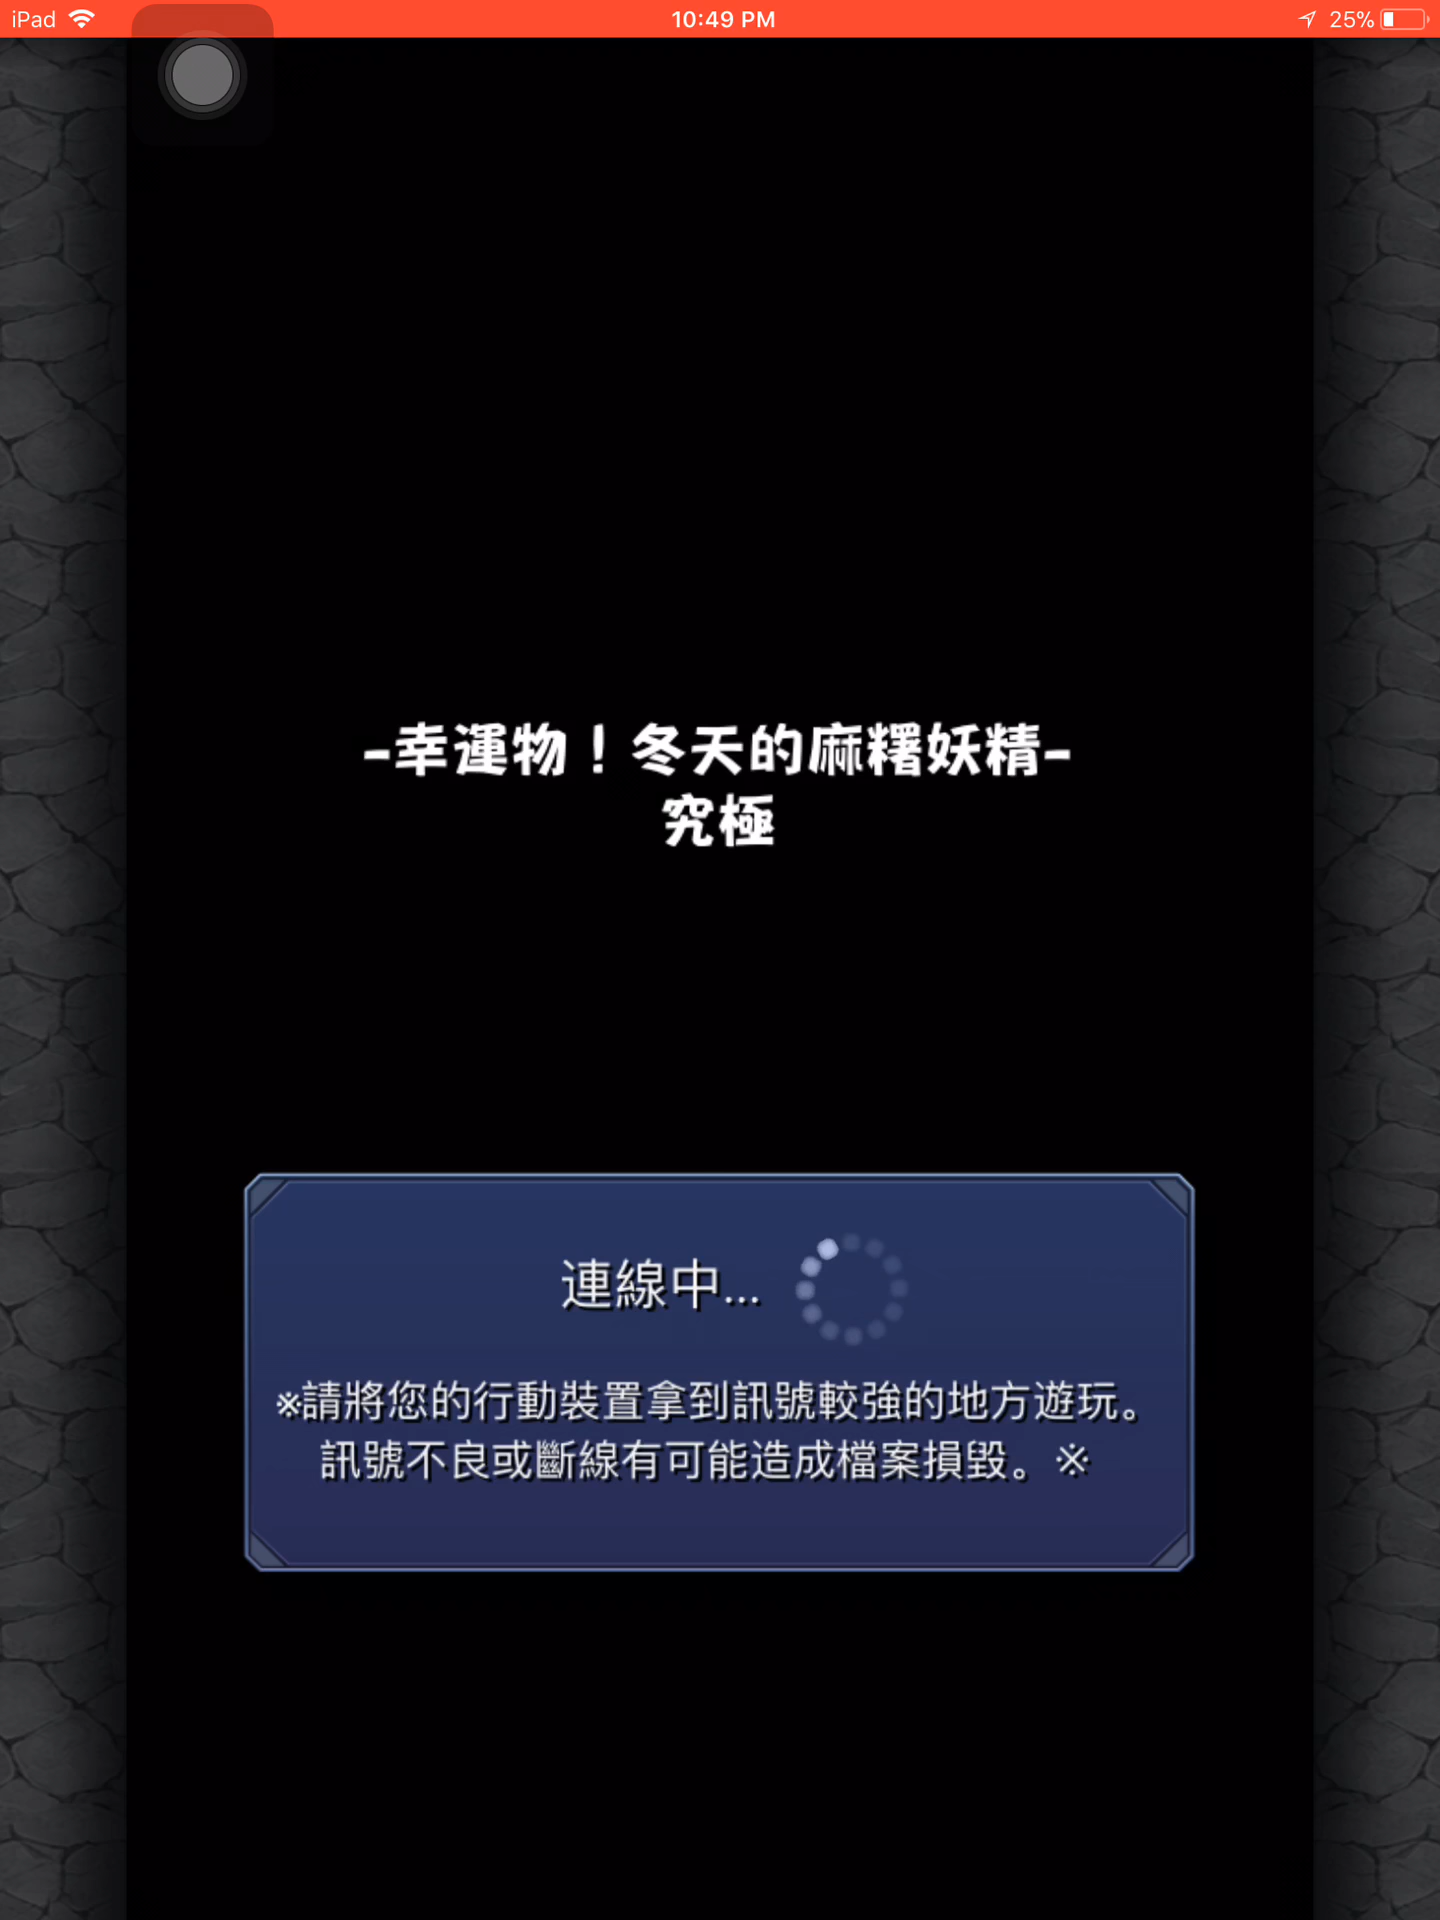 iPad 10:49 PM 25%
-幸運物！冬天的麻糬妖精-
究極
連線中...
※請將您的行動裝置拿到訊號較強的地方遊玩。
訊號不良或斷線有可能造成檔案損毀。※